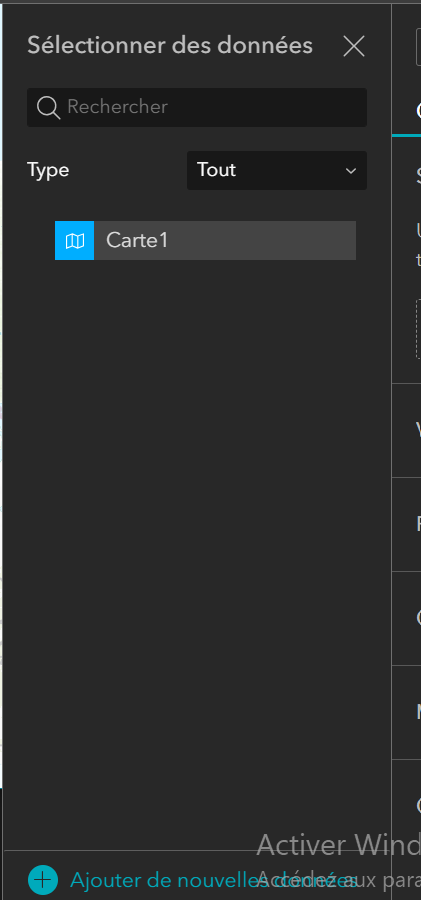 Sélectionner des données
Rechercher
Type
Tout
Carte1
Activer Wind
Ajouter de nouvelles données
Accédez aux para